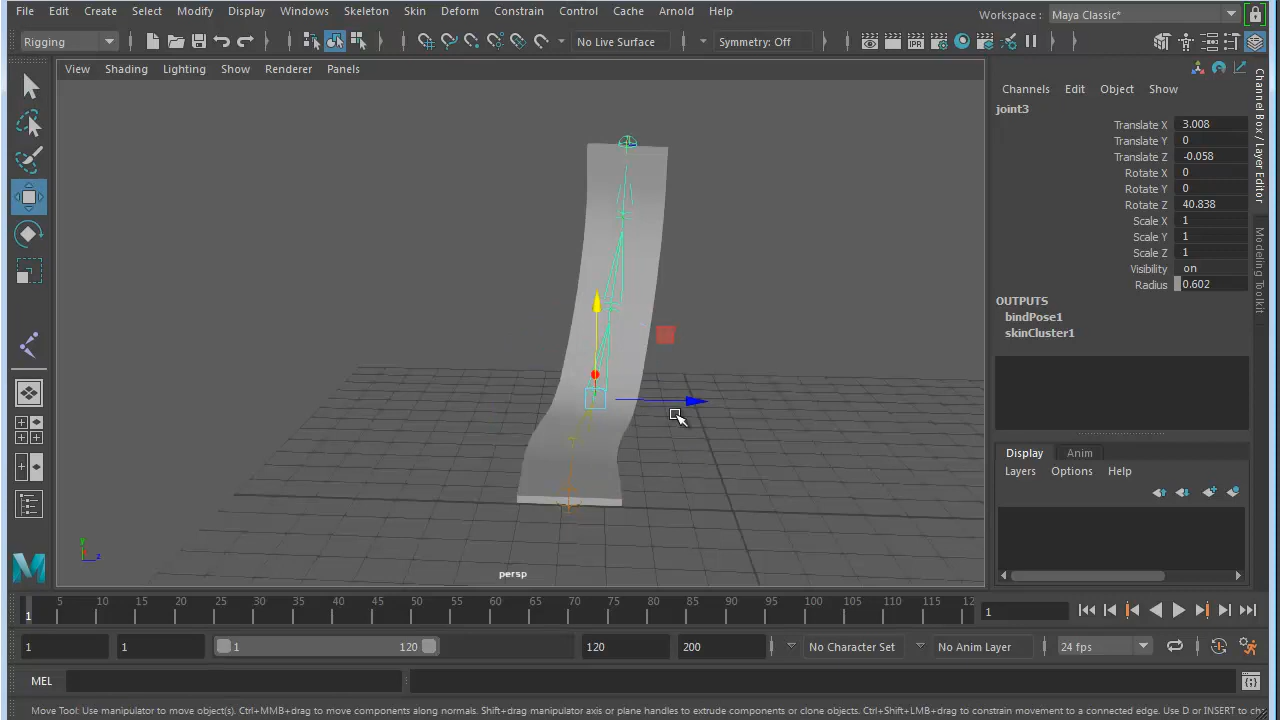 File Edit Create Select Modify Display Windows Skeleton Skin Deform Constrain Control Cache Arnold Help
Workspace : Maya Classic*
Rigging No Live Surface Symmetry: Off
View Shading Lighting Show Renderer Panels
Channels Edit Object Show
joint3
Translate X 3.008
Translate Y 0
Translate Z -0.058
Rotate X 0
Rotate Y 0
Rotate Z 40.838
Scale X 1
Scale Y 1
Scale Z 1
Visibility on
Radius 0.602
OUTPUTS
bindPose1
skinCluster1
Channel Box / Layer Editor
Modeling Toolkit
Display Anim
Layers Options Help
y
z
persp
1 5 10 15 20 25 30 35 40 45 50 55 60 65 70 75 80 85 90 95 100 105 110 115 12
1
1 1 1 120 120 200 No Character Set No Anim Layer 24 fps
MEL
Move Tool: Use manipulator to move object(s). Ctrl+MMB+drag to move components along normals. Shift+drag manipulator axis or plane handles to extrude components or clone objects. Ctrl+Shift+LMB+drag to constrain movement to a connected edge. Use D or INSERT to ch